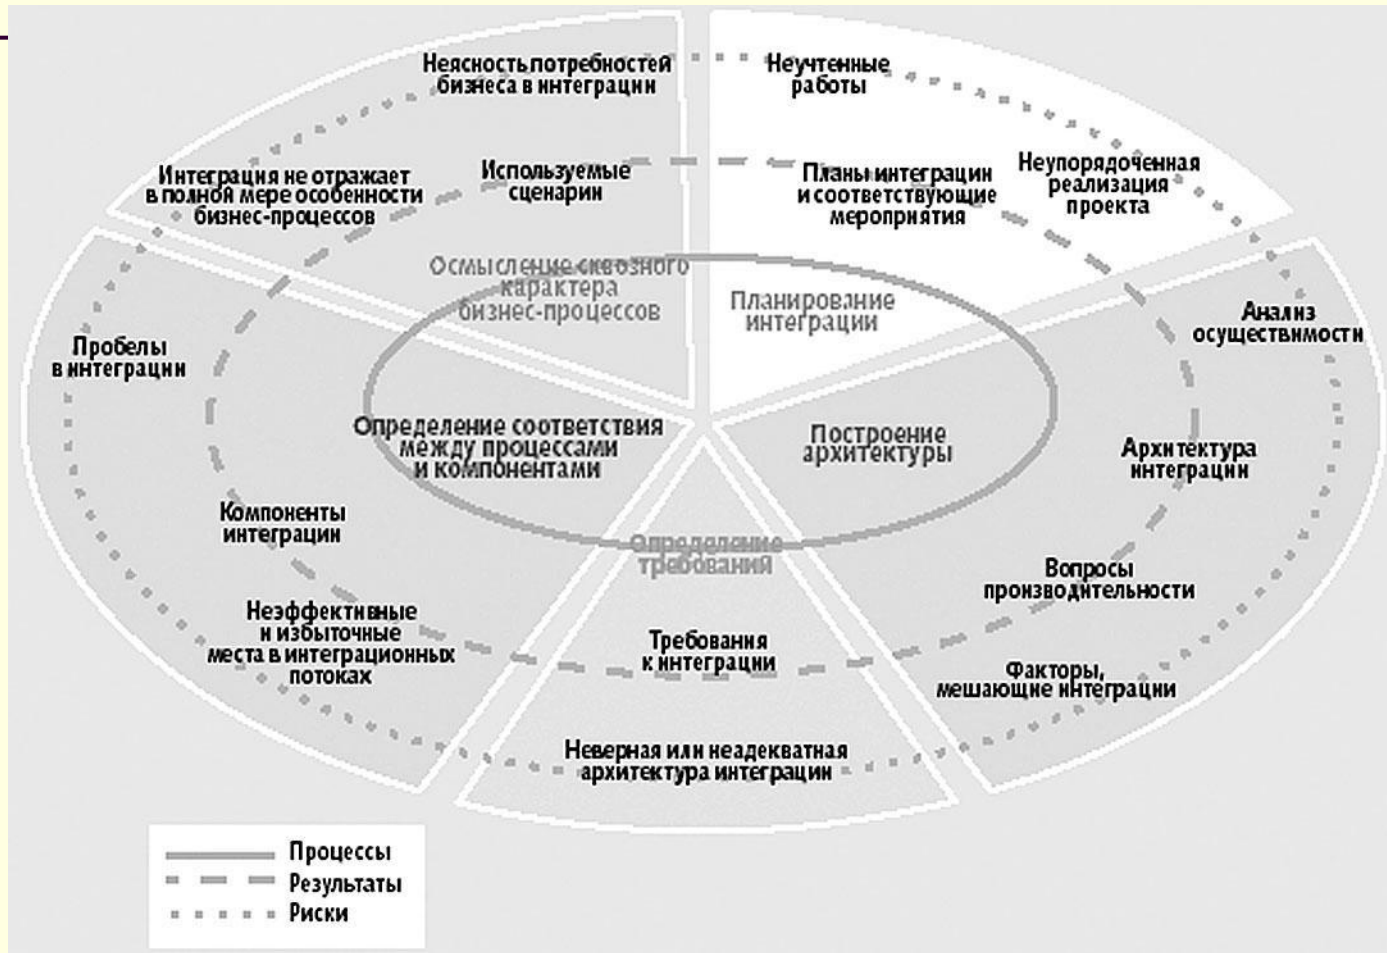 Неясность потребностей
бизнеса в интеграции
Неучтенные
работы
Интеграция не отражает
в полной мере особенности
бизнес-процессов
Используемые
сценарии
Планы интеграции
и соответствующие
мероприятия
Неупорядоченная
реализация
проекта
Осмысление сквозного
характера
бизнес-процессов
Планирование
интеграции
Анализ
осуществимости
Пробелы
в интеграции
Определение соответствия
между процессами
и компонентами
Построение
архитектуры
Архитектура
интеграции
Компоненты
интеграции
Определение
требований
Вопросы
производительности
Неэффективные
и избыточные
места в интеграционных
потоках
Требования
к интеграции
Факторы,
мешающие интеграции
Неверная или неадекватная
архитектура интеграции
Процессы
Результаты
Риски